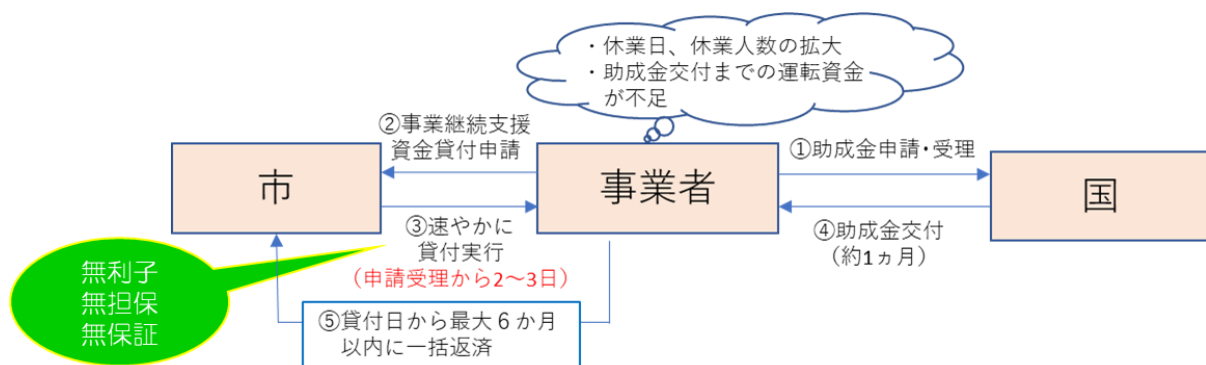 ・休業日、休業人数の拡大
・助成金交付までの運転資金
が不足
②事業継続支援
資金貸付申請
①助成金申請・受理
市
事業者
国
③速やかに
貸付実行
（申請受理から2～3日）
④助成金交付
（約1ヵ月）
無利子
無担保
無保証
⑤貸付日から最大６か月
以内に一括返済